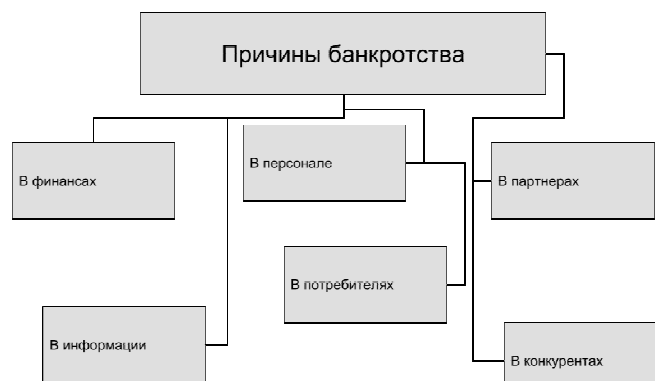 Причины банкротства
В финансах
В персонале
В партнерах
В потребителях
В информации
В конкурентах